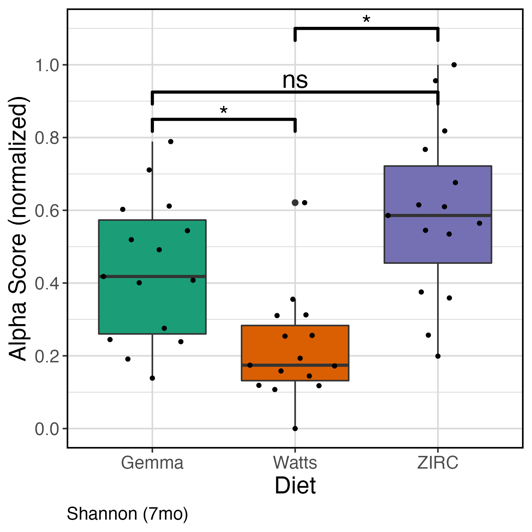 *
ns
*
1.0
0.8
0.6
0.4
0.2
0.0
Alpha Score (normalized)
Gemma Watts ZIRC
Diet
Shannon (7mo)